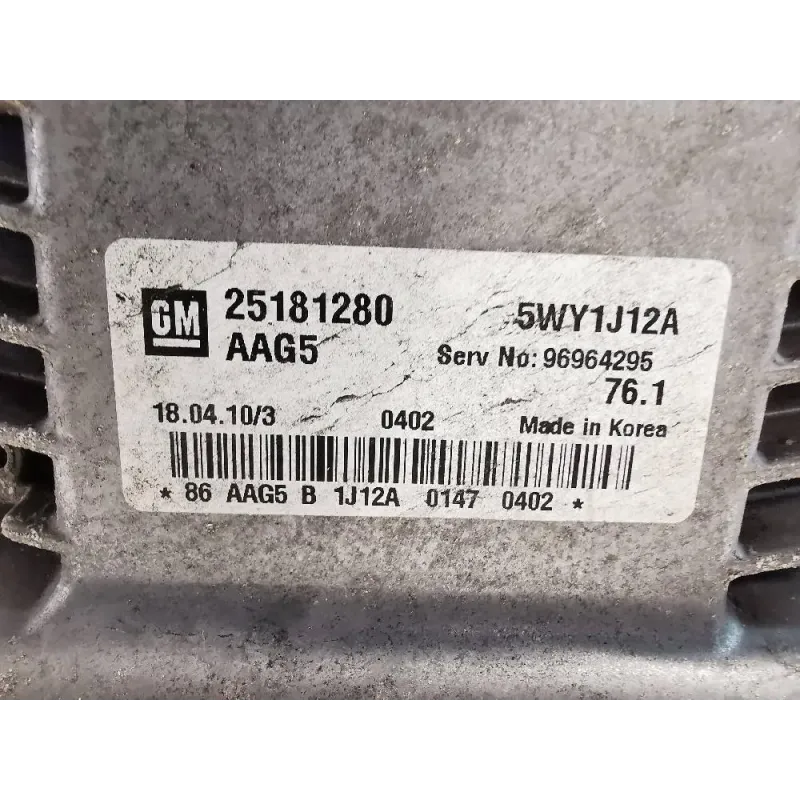 GM 25181280 5WY1J12A
AAG5 Serv No: 96964295
76.1
18.04.10/3 0402 Made in Korea
* 86 AAG5 B 1J12A 0147 0402 *